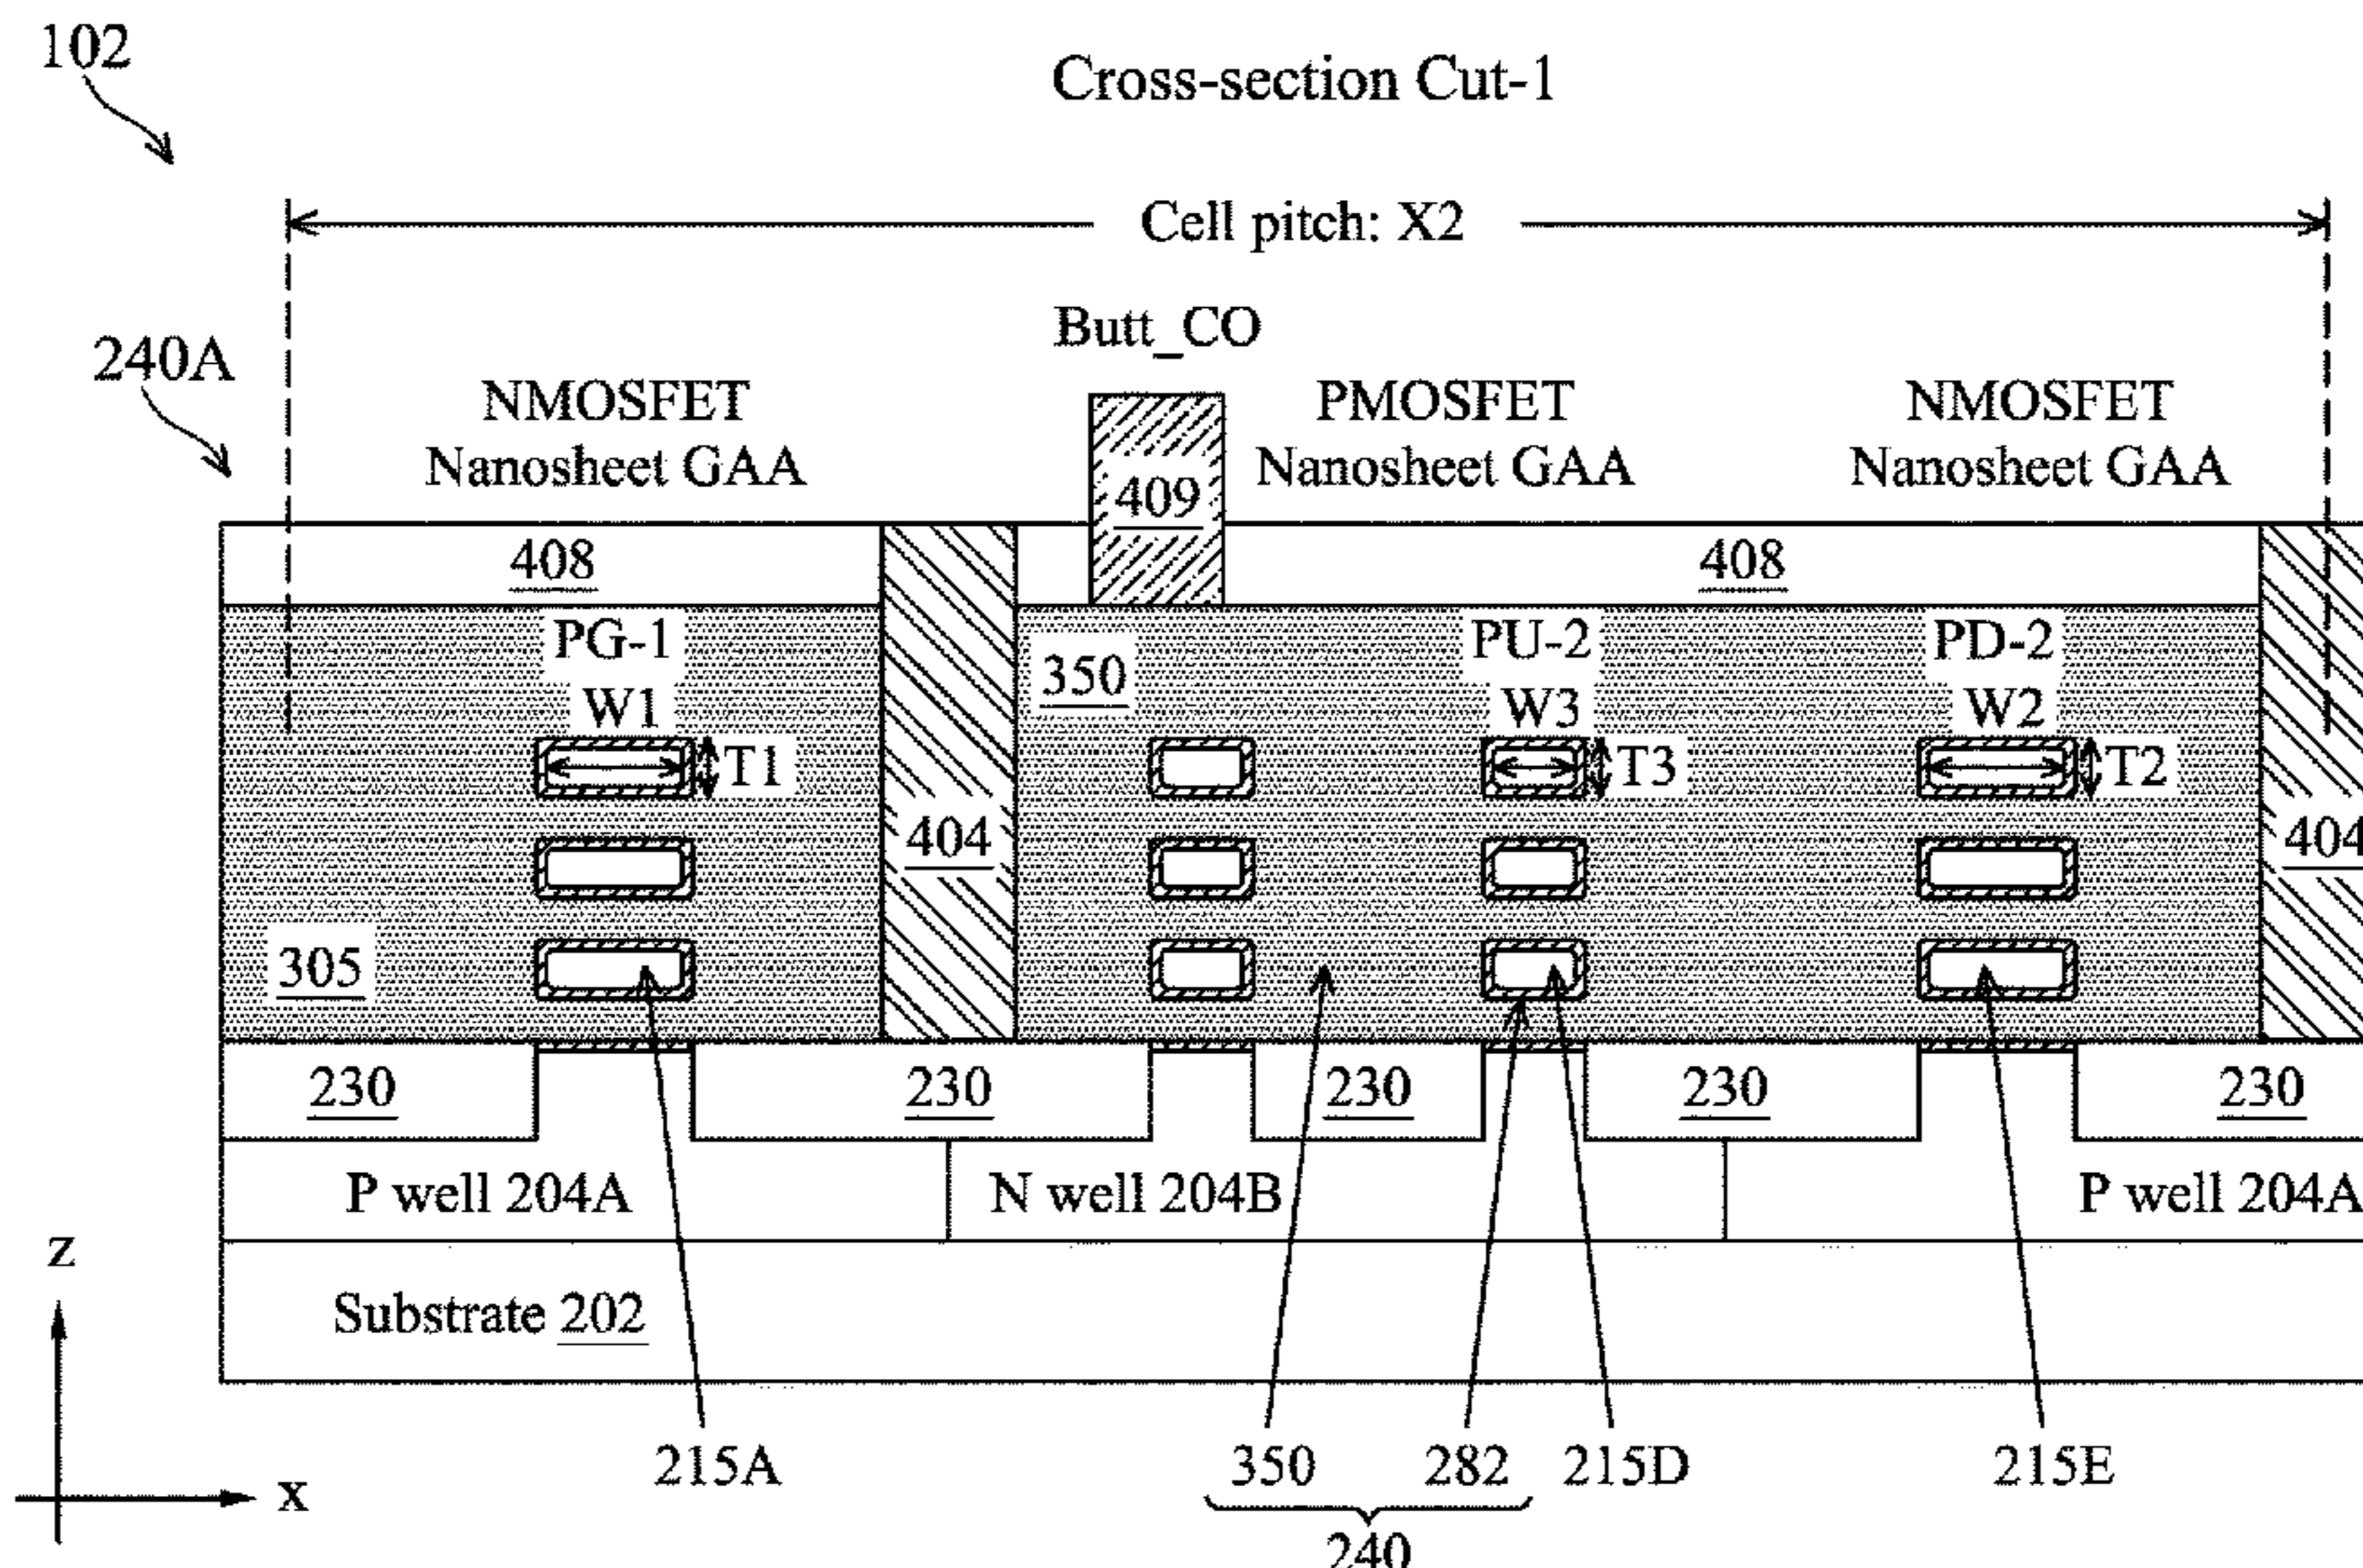 102
Cross-section Cut-1
Cell pitch: X2
Butt_CO
240A
NMOSFET
Nanosheet GAA
PMOSFET
Nanosheet GAA
NMOSFET
Nanosheet GAA
409
408
408
PG-1
PU-2
PD-2
350
W1
W3
W2
T1
T3
T2
404
404
305
230
230
230
230
230
P well 204A
N well 204B
P well 204A
Z
Substrate 202
X
215A
350
282
215D
215E
240